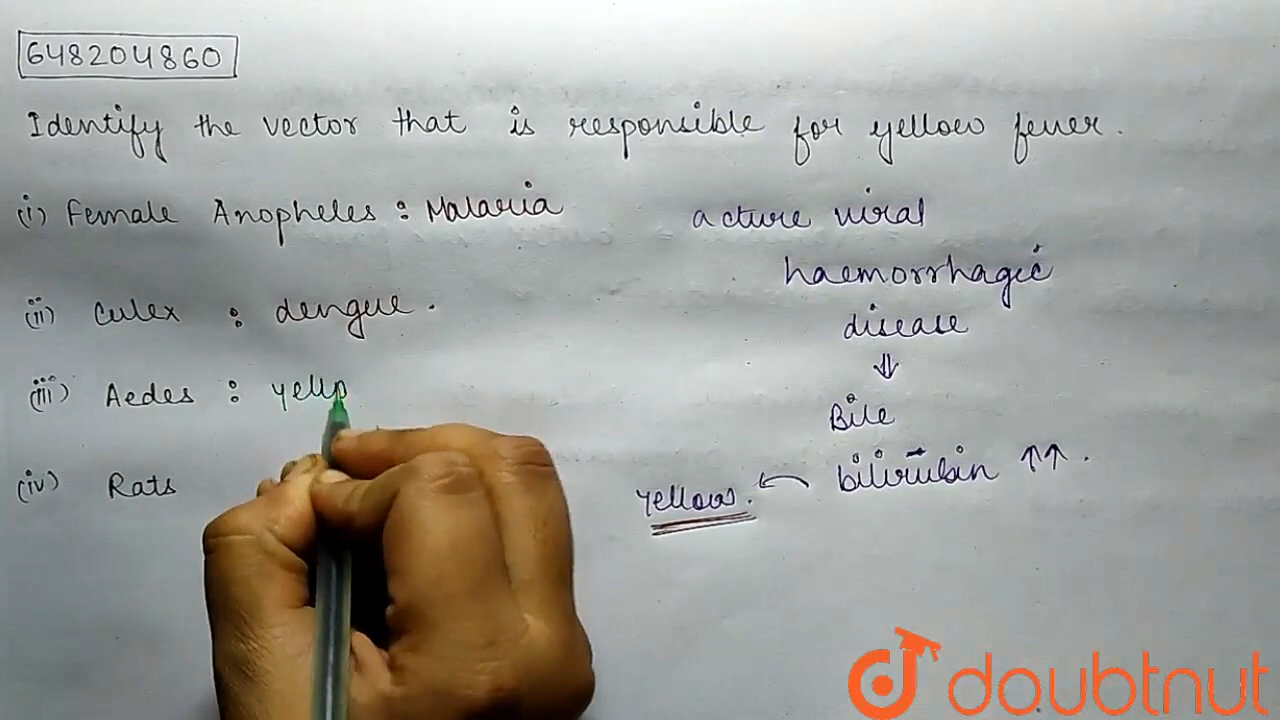 648204860
Identify the vector that is responsible for yellow fever.
(i) Female Anopheles : Malaria
(ii) Culex : dengue.
(iii) Aedes : yello
(iv) Rats
acture viral
haemorrhagic
disease
⇓
Bile
bilirubin ↑↑.
yellow.
doubtnut